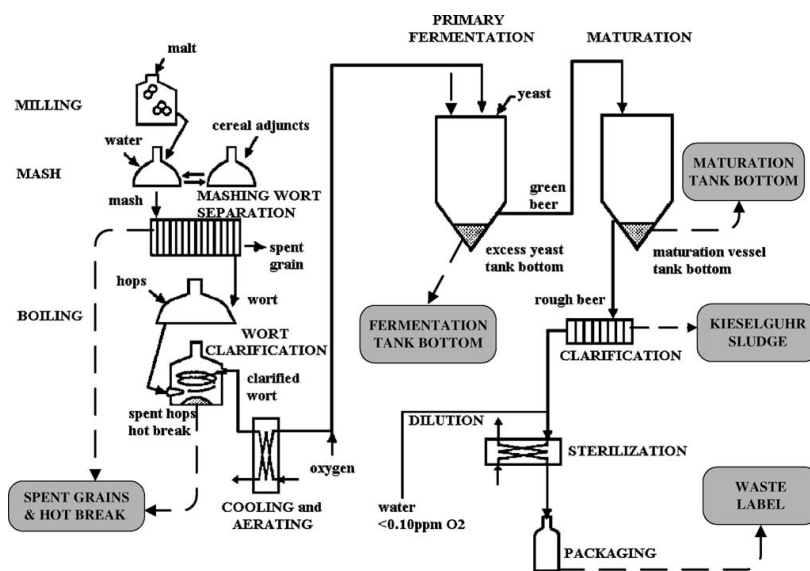 PRIMARY
FERMENTATION
MATURATION
malt
MILLING
yeast
water
cereal adjuncts
MASH
MASHING WORT
SEPARATION
mash
green
beer
MATURATION
TANK BOTTOM
spent
grain
excess yeast
tank bottom
maturation vessel
tank bottom
hops
wort
BOILING
rough beer
FERMENTATION
TANK BOTTOM
KIESELGUHR
SLUDGE
WORT
CLARIFICATION
CLARIFICATION
clarified
wort
spent hops
hot break
DILUTION
STERILIZATION
oxygen
SPENT GRAINS
& HOT BREAK
COOLING and
AERATING
water
<0.10ppm O2
WASTE
LABEL
PACKAGING